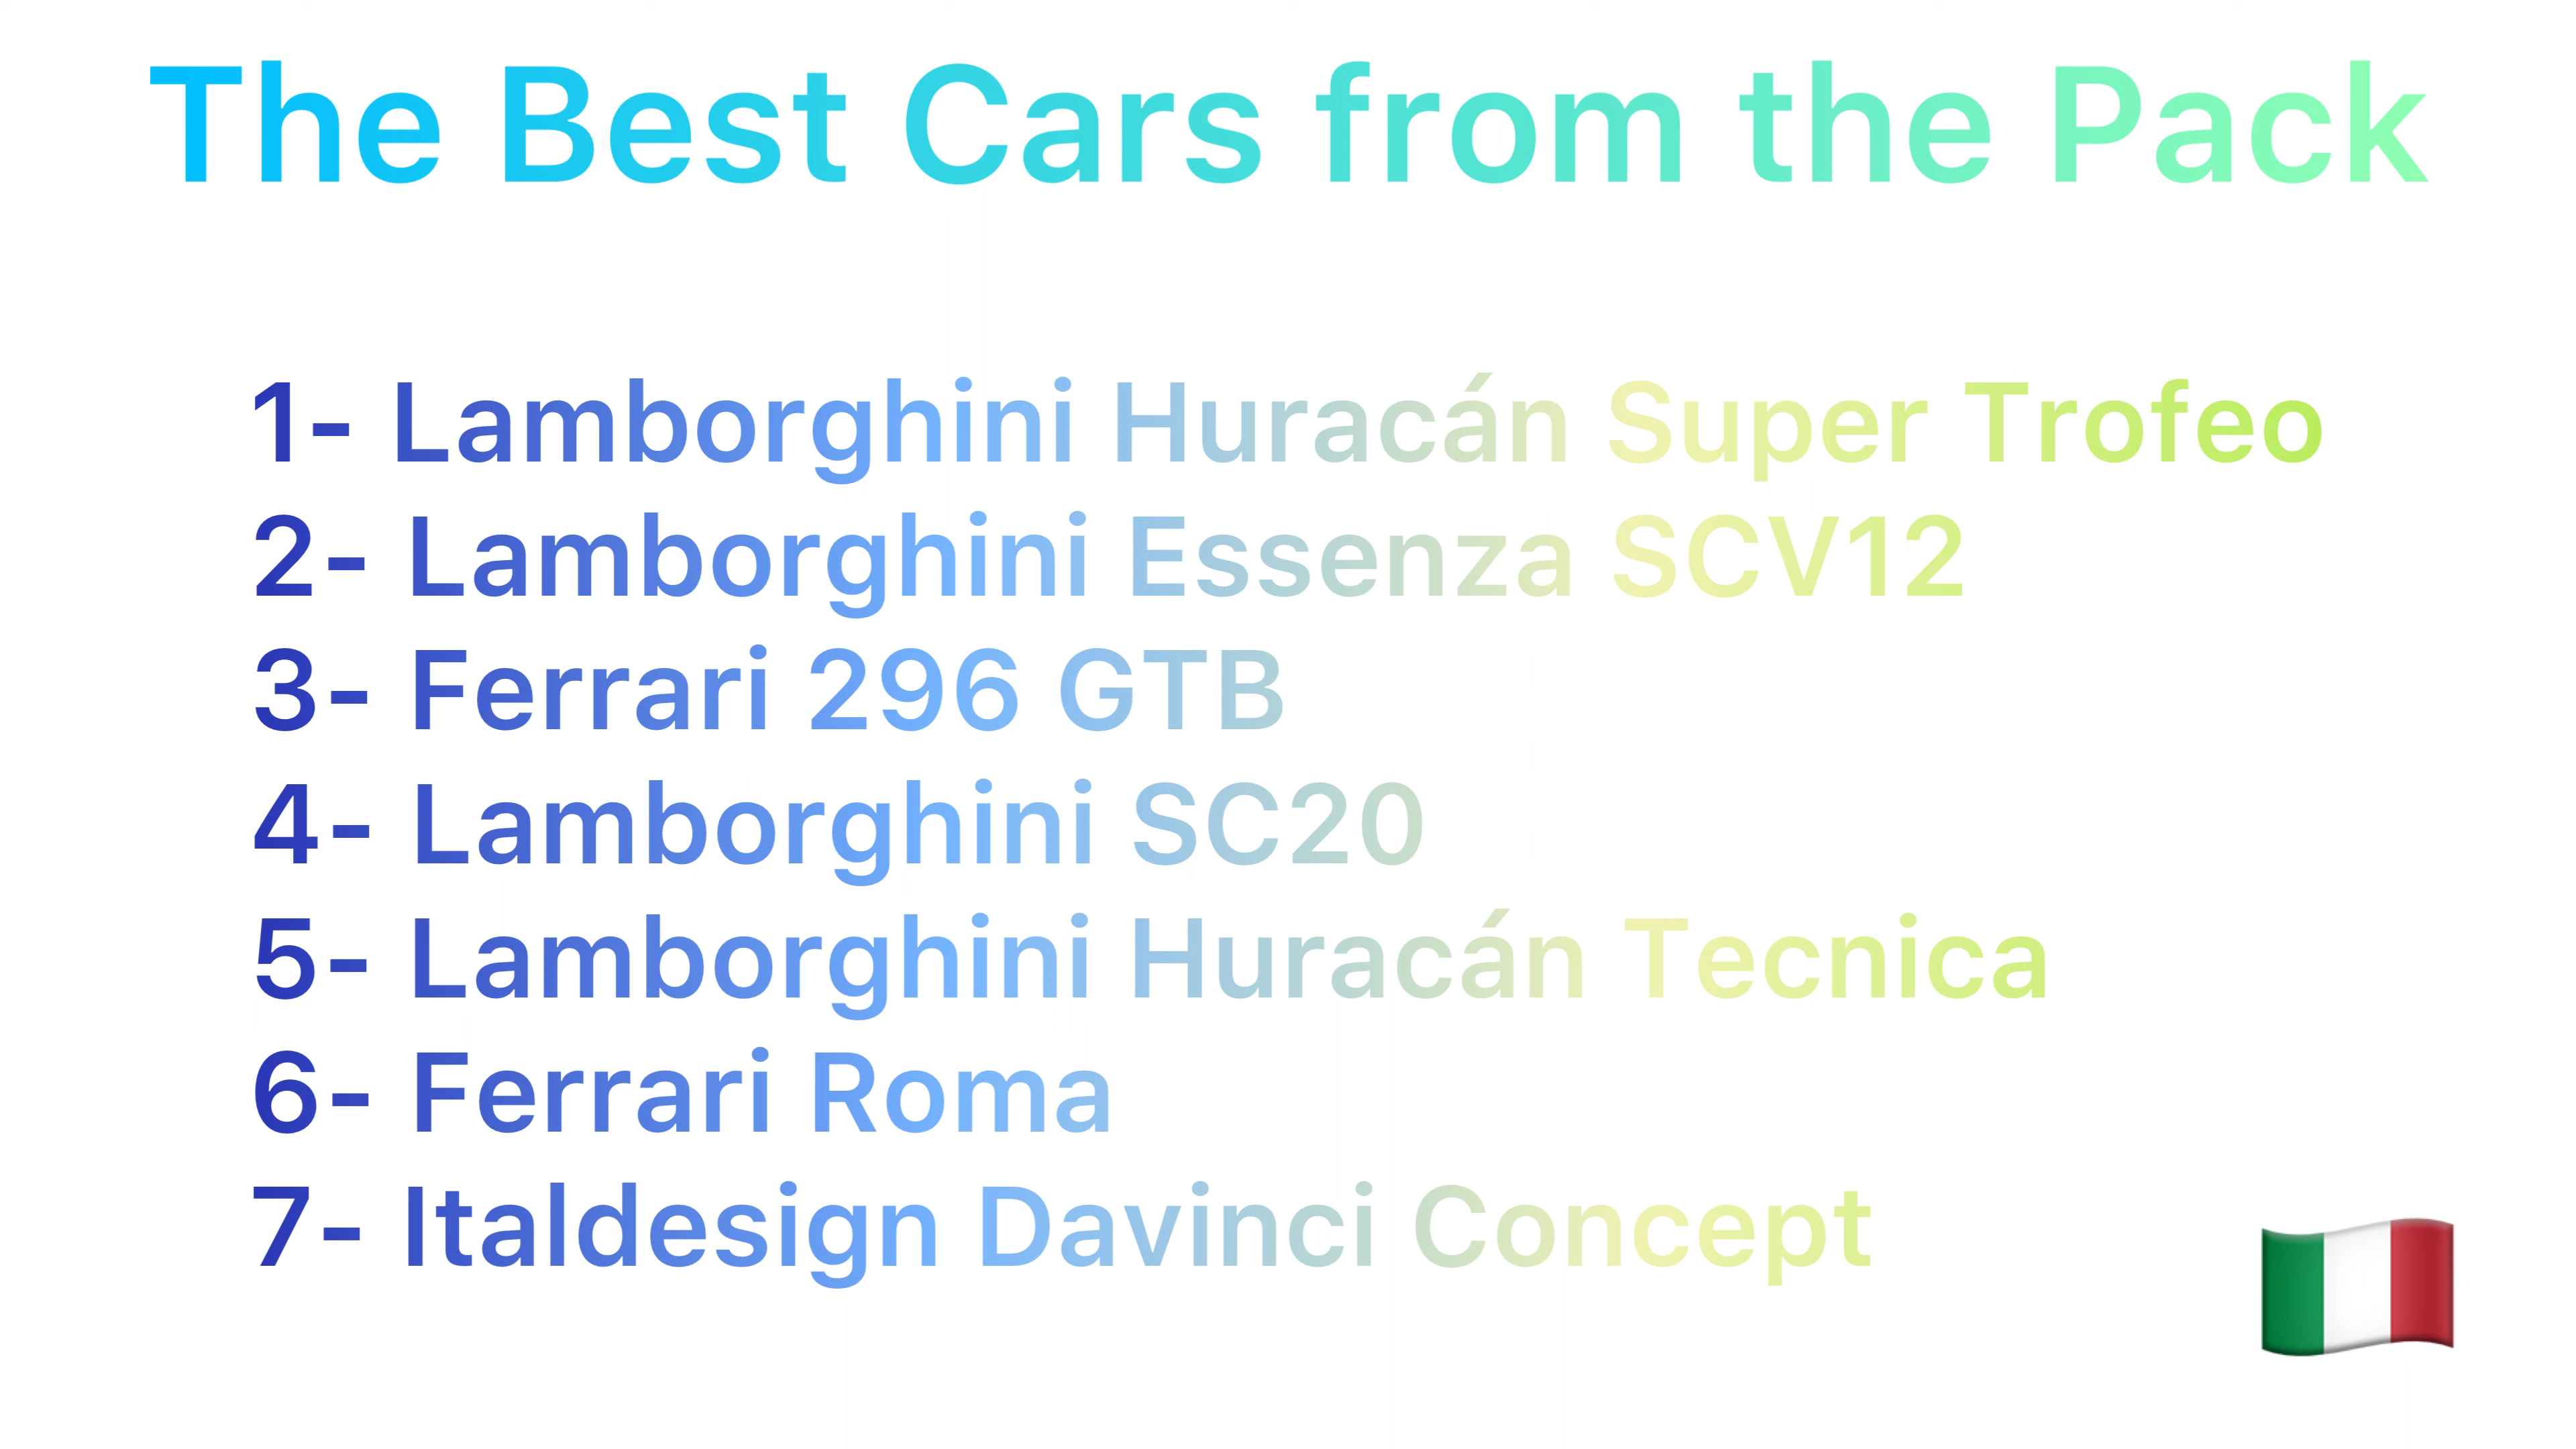 The Best Cars from the Pack
1- Lamborghini Huracán Super Trofeo
2- Lamborghini Essenza SCV12
3- Ferrari 296 GTB
4- Lamborghini SC20
5- Lamborghini Huracán Tecnica
6- Ferrari Roma
7- Italdesign Davinci Concept